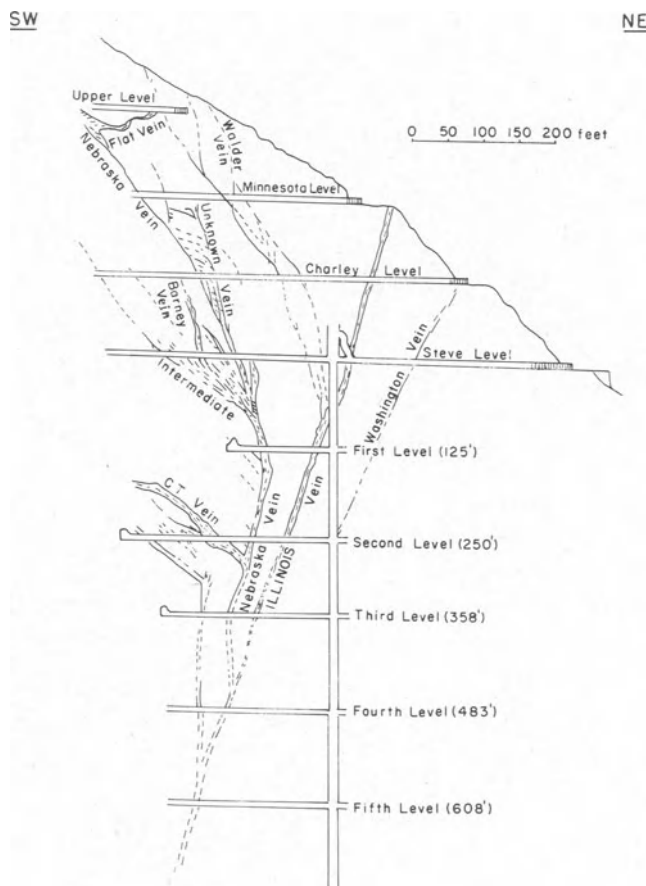 SW
NE
Upper Level
Flat Vein
Walder Vein
0 50 100 150 200 feet
Nebraska Vein
Minnesota Level
Unknown Vein
Charley Level
Barney Vein
Steve Level
Intermediate
Washington Vein
First Level (125')
C T Vein
Vein
Nebraska Vein
ILLINOIS
Second Level (250')
Third Level (358')
Fourth Level (483')
Fifth Level (608')